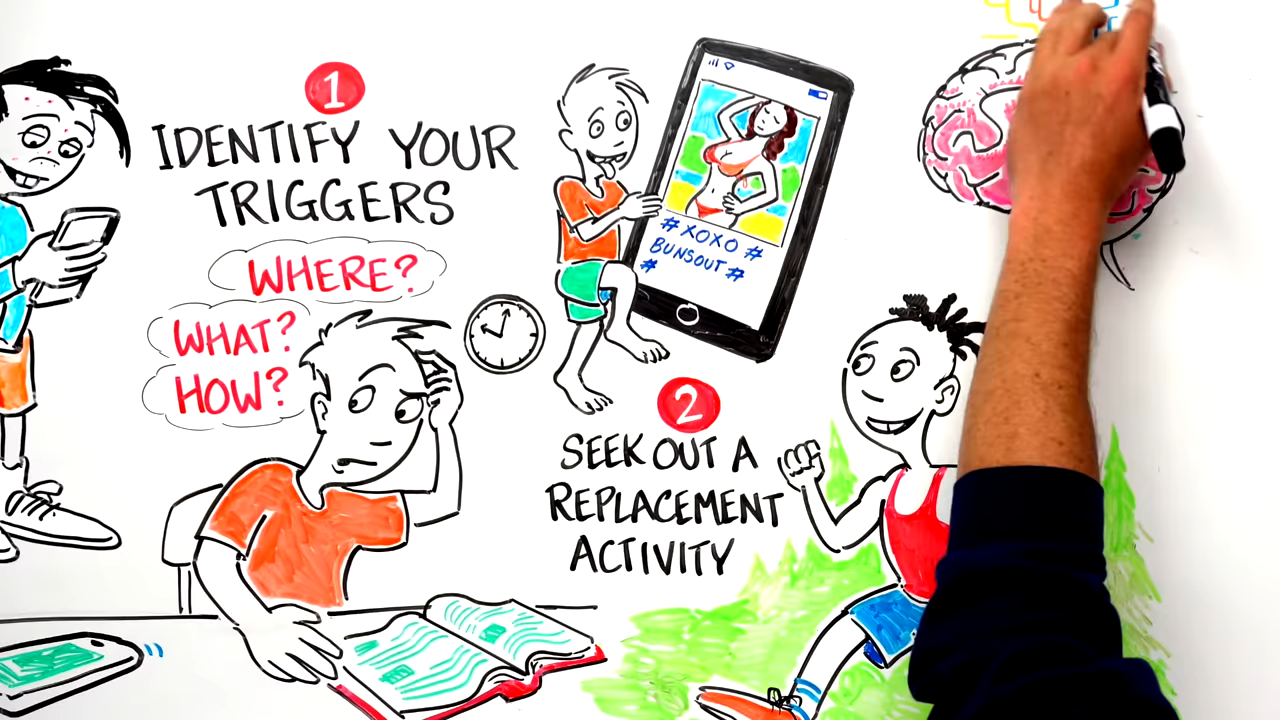 1
IDENTIFY YOUR
TRIGGERS
WHERE?
WHAT?
HOW?
# XOXO #
BUNSOUT
# #
2
SEEK OUT A
REPLACEMENT
ACTIVITY